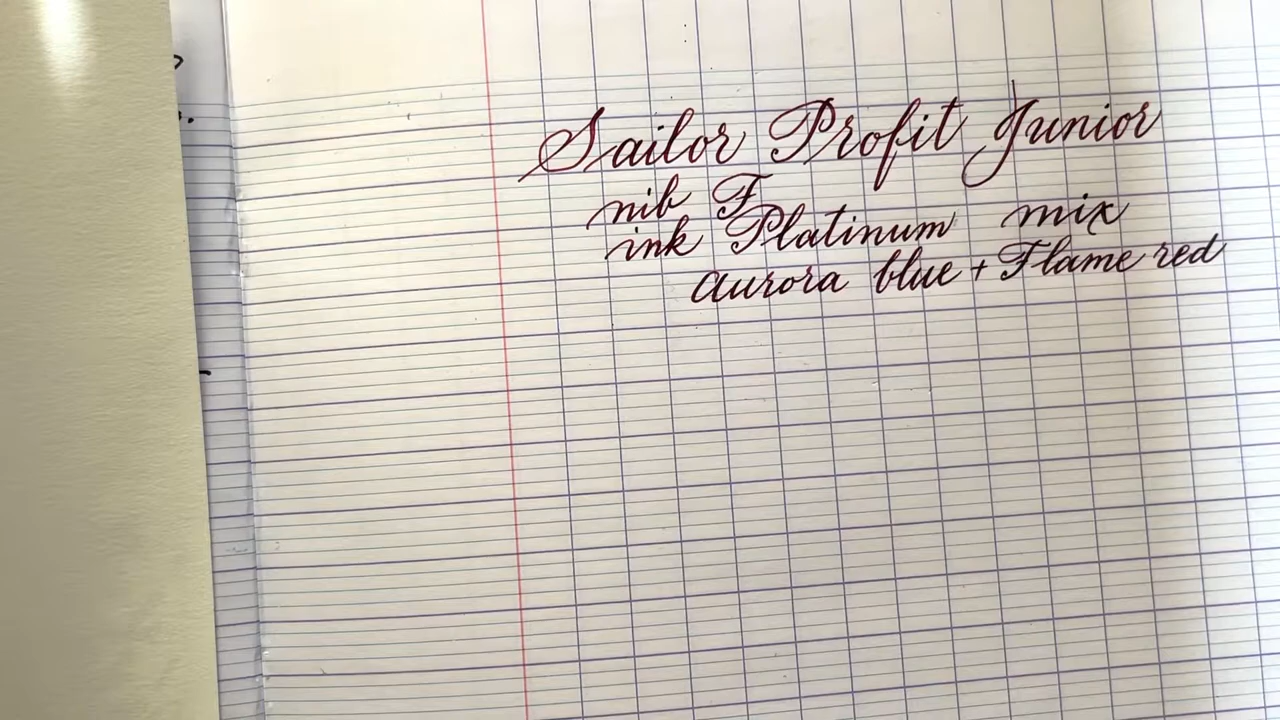 Sailor Profit Junior
nib F
ink Platinum mix
aurora blue + Flame red